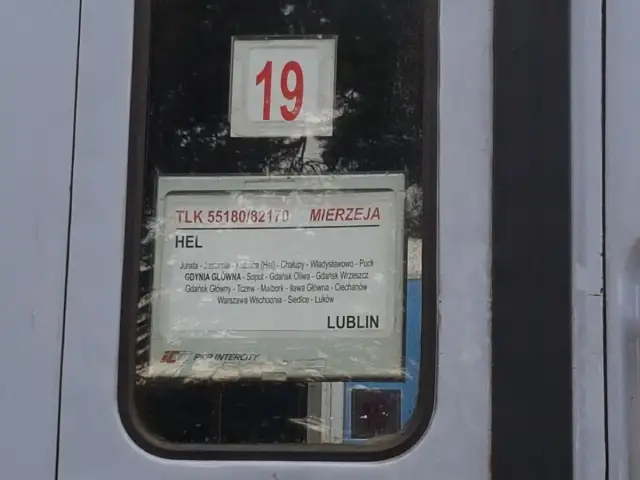 19
TLK 55180/82170 MIERZEJA
HEL
Jurata - Jastarnia - Kuźnica (Hel) - Chałupy - Władysławowo - Puck
GDYNIA GŁÓWNA - Sopot - Gdańsk Oliwa - Gdańsk Wrzeszcz
Gdańsk Główny - Tczew - Malbork - Iława Główna - Ciechanów
Warszawa Wschodnia - Siedlce - Łuków
LUBLIN
PKP INTERCITY